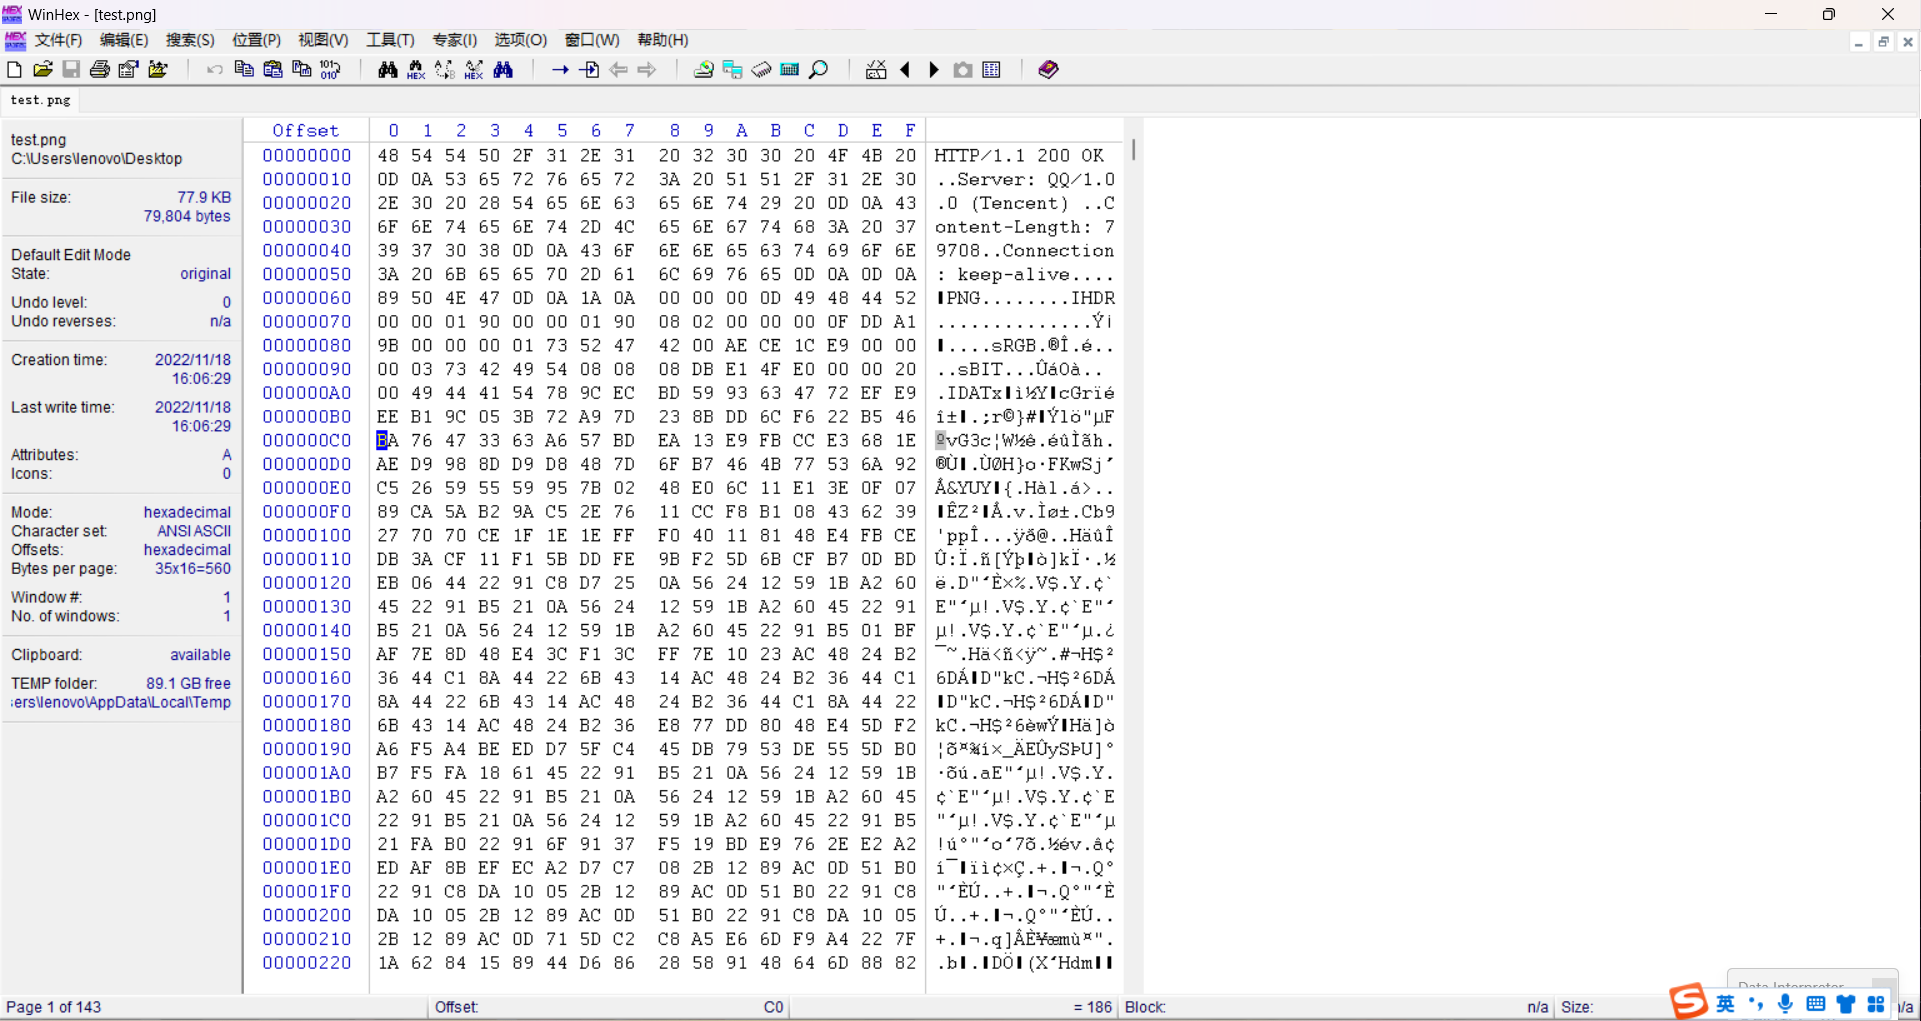 WinHex - [test.png]
文件(F) 编辑(E) 搜索(S) 位置(P) 视图(V) 工具(T) 专家(I) 选项(O) 窗口(W) 帮助(H)
test.png
test.png
C:\Users\lenovo\Desktop
File size: 77.9 KB
79,804 bytes
Default Edit Mode
State: original
Undo level: 0
Undo reverses: n/a
Creation time: 2022/11/18
16:06:29
Last write time: 2022/11/18
16:06:29
Attributes: A
Icons: 0
Mode: hexadecimal
Character set: ANSI ASCII
Offsets: hexadecimal
Bytes per page: 35x16=560
Window #: 1
No. of windows: 1
Clipboard: available
TEMP folder: 89.1 GB free
sers\lenovo\AppData\Local\Temp
Offset 0 1 2 3 4 5 6 7 8 9 A B C D E F
00000000 48 54 54 50 2F 31 2E 31 20 32 30 30 20 4F 4B 20 HTTP/1.1 200 OK
00000010 0D 0A 53 65 72 76 65 72 3A 20 51 51 2F 31 2E 30 ..Server: QQ/1.0
00000020 2E 30 20 28 54 65 6E 63 65 6E 74 29 20 0D 0A 43 .0 (Tencent) ..C
00000030 6F 6E 74 65 6E 74 2D 4C 65 6E 67 74 68 3A 20 37 ontent-Length: 7
00000040 39 37 30 38 0D 0A 43 6F 6E 6E 65 63 74 69 6F 6E 9708..Connection
00000050 3A 20 6B 65 65 70 2D 61 6C 69 76 65 0D 0A 0D 0A : keep-alive....
00000060 89 50 4E 47 0D 0A 1A 0A 00 00 00 0D 49 48 44 52 PNG........IHDR
00000070 00 00 01 90 00 00 01 90 08 02 00 00 00 0F DD A1 ..............Ý¡
00000080 9B 00 00 00 01 73 52 47 42 00 AE CE 1C E9 00 00 ....sRGB.®Î.é..
00000090 00 03 73 42 49 54 08 08 08 DB E1 4F E0 00 00 20 ..sBIT...ÛáOà..
000000A0 00 49 44 41 54 78 9C EC BD 59 93 63 47 72 EF E9 .IDATx ì½Y cGrïé
000000B0 EE B1 9C 05 3B 72 A9 7D 23 8B DD 6C F6 22 B5 46 î± .;r©}# Ýlö"µF
000000C0 BA 76 47 33 63 A6 57 BD EA 13 E9 FB CC E3 68 1E ºvG3c¦W½ê.éûÌãh.
000000D0 AE D9 98 8D D9 D8 48 7D 6F B7 46 4B 77 53 6A 92 ®Ù .ÙØH}o·FKwSj'
000000E0 C5 26 59 55 59 95 7B 02 48 E0 6C 11 E1 3E 0F 07 Å&YUY {.Hàl.á>..
000000F0 89 CA 5A B2 9A C5 2E 76 11 CC F8 B1 08 43 62 39 ÊZ² Å.v.Ìø±.Cb9
00000100 27 70 70 CE 1F 1E 1E FF F0 40 11 81 48 E4 FB CE 'ppÎ...ÿð@..HäûÎ
00000110 DB 3A CF 11 F1 5B DD FE 9B F2 5D 6B CF B7 0D BD Û:Ï.ñ[Ýþ ò]kÏ·.½
00000120 EB 06 44 22 91 C8 D7 25 0A 56 24 12 59 1B A2 60 ë.D"'È×%.V$.Y.¢`
00000130 45 22 91 B5 21 0A 56 24 12 59 1B A2 60 45 22 91 E"'µ!.V$.Y.¢`E"'
00000140 B5 21 0A 56 24 12 59 1B A2 60 45 22 91 B5 01 BF µ!.V$.Y.¢`E"'µ.¿
00000150 AF 7E 8D 48 E4 3C F1 3C FF 7E 10 23 AC 48 24 B2 ¯~.Hä<ñ<ÿ~.#¬H$²
00000160 36 44 C1 8A 44 22 6B 43 14 AC 48 24 B2 36 44 C1 6DÁ D"kC.¬H$²6DÁ
00000170 8A 44 22 6B 43 14 AC 48 24 B2 36 44 C1 8A 44 22 D"kC.¬H$²6DÁ D"
00000180 6B 43 14 AC 48 24 B2 36 E8 77 DD 80 48 E4 5D F2 kC.¬H$²6èwÝ Hä]ò
00000190 A6 F5 A4 BE ED D7 5F C4 45 DB 79 53 DE 55 5D B0 ¦õ¤¾í×_ÄEÛySÞU]°
000001A0 B7 F5 FA 18 61 45 22 91 B5 21 0A 56 24 12 59 1B ·õú.aE"'µ!.V$.Y.
000001B0 A2 60 45 22 91 B5 21 0A 56 24 12 59 1B A2 60 45 ¢`E"'µ!.V$.Y.¢`E
000001C0 22 91 B5 21 0A 56 24 12 59 1B A2 60 45 22 91 B5 "'µ!.V$.Y.¢`E"'µ
000001D0 21 FA B0 22 91 6F 91 37 F5 19 BD E9 76 2E E2 A2 !ú°"'o'7õ.½év.â¢
000001E0 ED AF 8B EF EC A2 D7 C7 08 2B 12 89 AC 0D 51 B0 í¯ ïì¢×Ç.+. ¬.Q°
000001F0 22 91 C8 DA 10 05 2B 12 89 AC 0D 51 B0 22 91 C8 "'ÈÚ..+. ¬.Q°"'È
00000200 DA 10 05 2B 12 89 AC 0D 51 B0 22 91 C8 DA 10 05 Ú..+. ¬.Q°"'ÈÚ..
00000210 2B 12 89 AC 0D 71 5D C2 C8 A5 E6 6D F9 A4 22 7F +. ¬.q]ÂÈ¥æmù¤".
00000220 1A 62 84 15 89 44 D6 86 28 58 91 48 64 6D 88 82 .b . DÖ (X'Hdm
Data Interpreter
Page 1 of 143 Offset: C0 = 186 Block: n/a Size: n/a
英